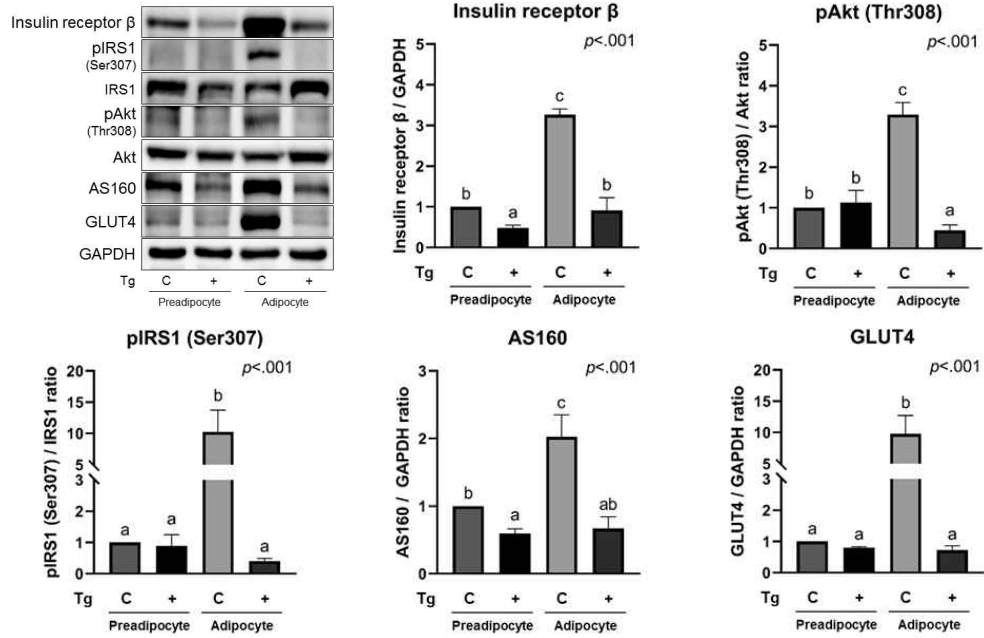 Insulin receptor β
pIRS1
(Ser307)
IRS1
pAkt
(Thr308)
Akt
AS160
GLUT4
GAPDH
Tg C + C +
Preadipocyte Adipocyte
Insulin receptor β
p<.001
Insulin receptor β / GAPDH
5
4
3
2
1
0
b
a
c
b
Tg C + C +
Preadipocyte Adipocyte
pAkt (Thr308)
p<.001
pAkt (Thr308) / Akt ratio
5
4
3
2
1
0
b
b
c
a
Tg C + C +
Preadipocyte Adipocyte
pIRS1 (Ser307)
p<.001
pIRS1 (Ser307) / IRS1 ratio
20
15
10
5
3
2
1
0
a
a
b
a
Tg C + C +
Preadipocyte Adipocyte
AS160
p<.001
AS160 / GAPDH ratio
3
2
1
0
b
a
c
ab
Tg C + C +
Preadipocyte Adipocyte
GLUT4
p<.001
GLUT4 / GAPDH ratio
20
15
10
5
3
2
1
0
a
a
b
a
Tg C + C +
Preadipocyte Adipocyte